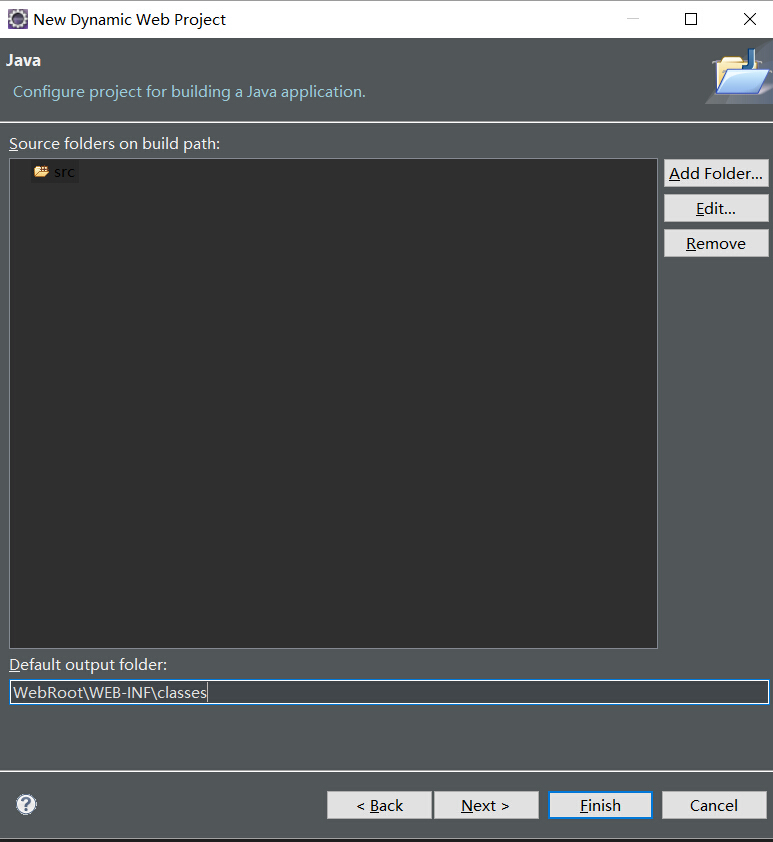 New Dynamic Web Project
Java
Configure project for building a Java application.
Source folders on build path:
src
Add Folder...
Edit...
Remove
Default output folder:
WebRoot\WEB-INF\classes
?
< Back
Next >
Finish
Cancel